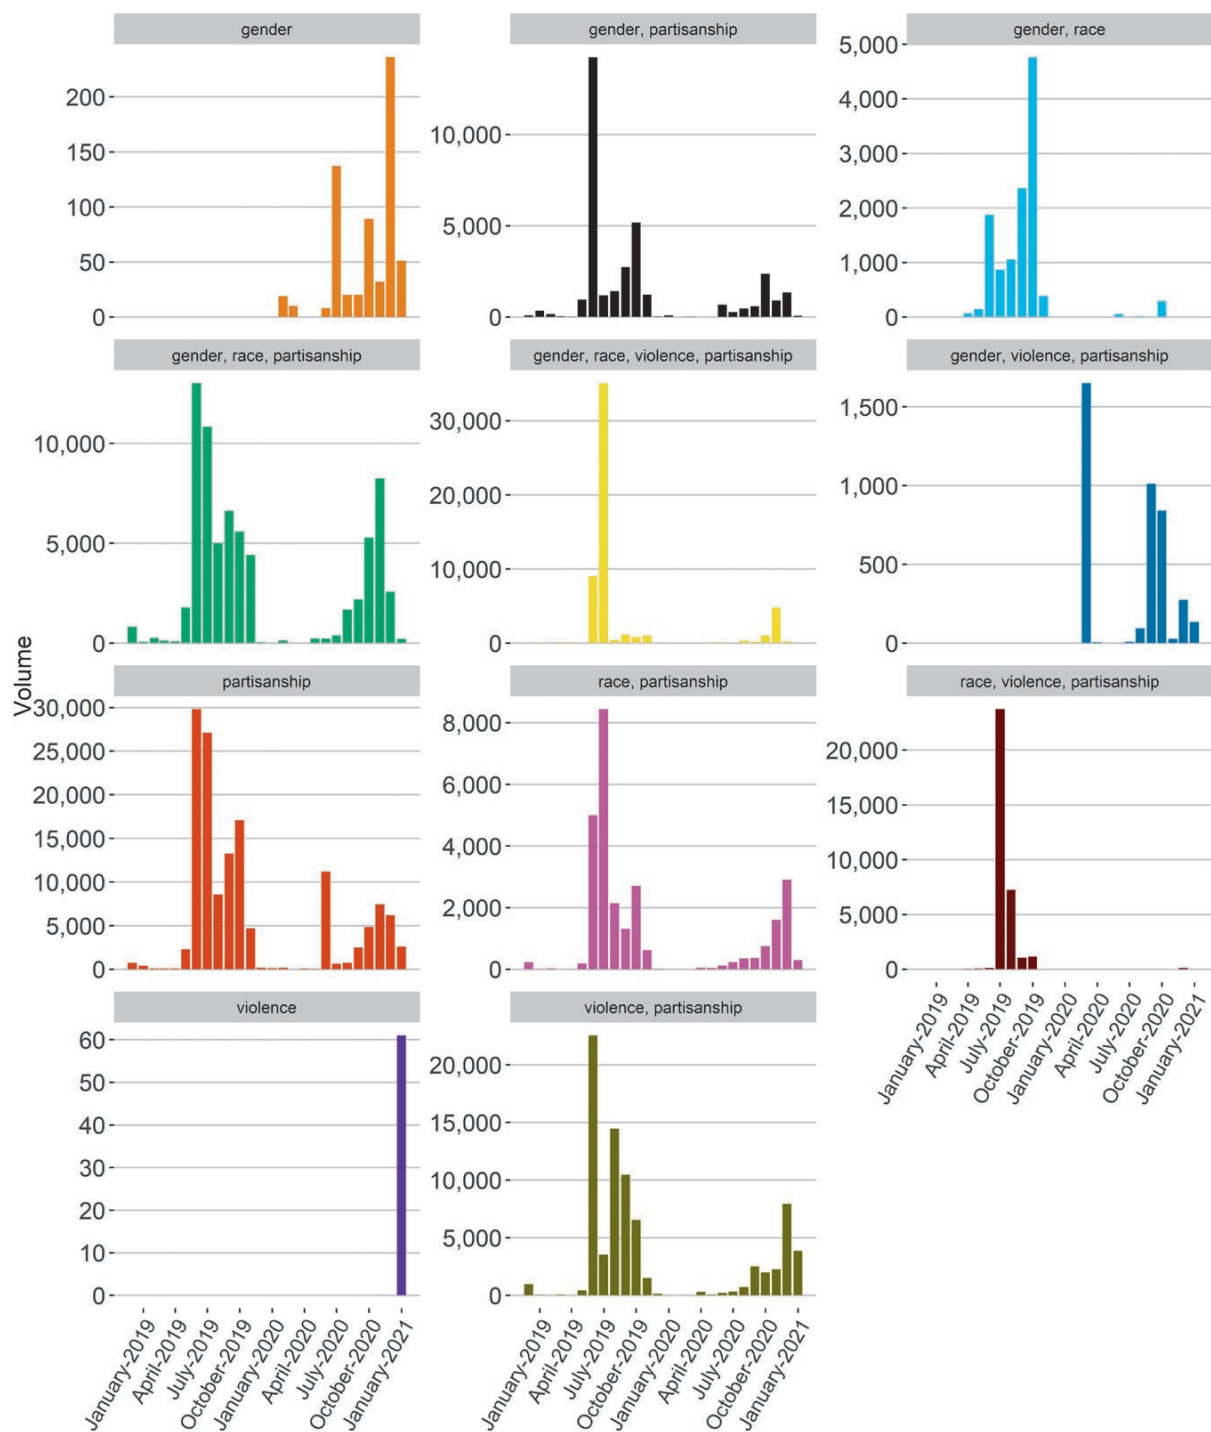 gender
200
150
100
50
0
gender, partisanship
10,000
5,000
0
gender, race
5,000
4,000
3,000
2,000
1,000
0
gender, race, partisanship
10,000
5,000
0
gender, race, violence, partisanship
30,000
20,000
10,000
0
gender, violence, partisanship
1,500
1,000
500
0
Volume
partisanship
30,000
25,000
20,000
15,000
10,000
5,000
0
race, partisanship
8,000
6,000
4,000
2,000
0
race, violence, partisanship
20,000
15,000
10,000
5,000
0
January-2019
April-2019
July-2019
October-2019
January-2020
April-2020
July-2020
October-2020
January-2021
violence
60
50
40
30
20
10
0
January-2019
April-2019
July-2019
October-2019
January-2020
April-2020
July-2020
October-2020
January-2021
violence, partisanship
20,000
15,000
10,000
5,000
0
January-2019
April-2019
July-2019
October-2019
January-2020
April-2020
July-2020
October-2020
January-2021